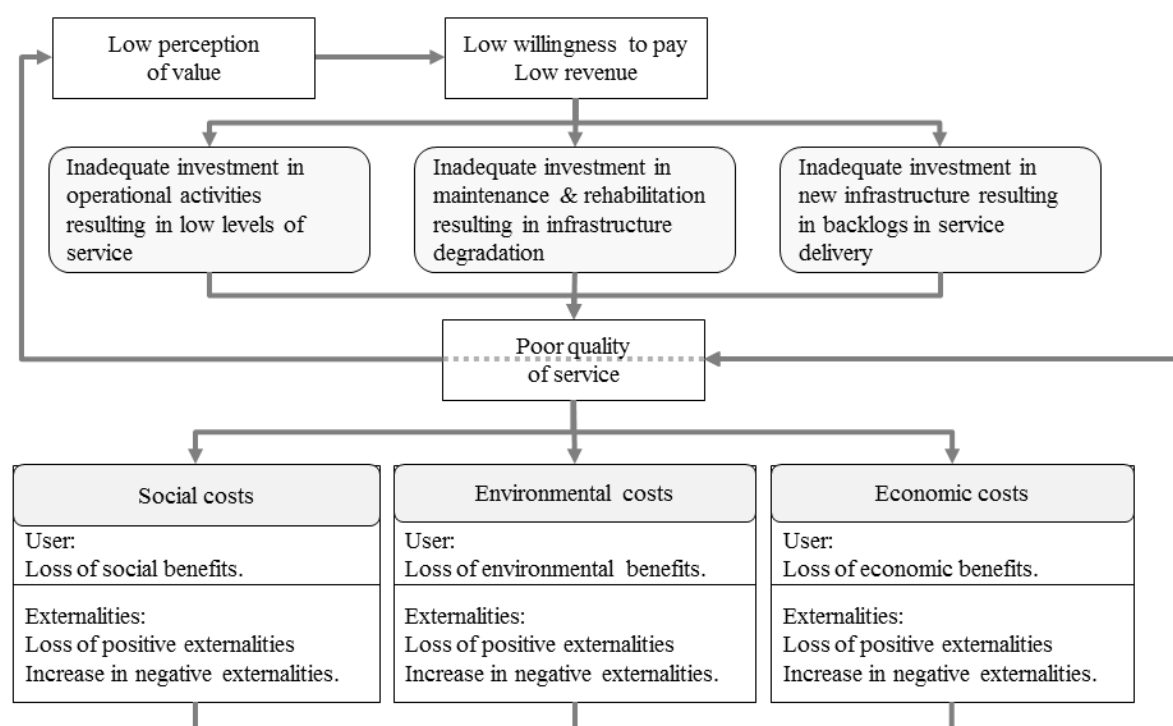 Low perception
of value
Low willingness to pay
Low revenue
Inadequate investment in
operational activities
resulting in low levels of
service
Inadequate investment in
maintenance & rehabilitation
resulting in infrastructure
degradation
Inadequate investment in
new infrastructure resulting
in backlogs in service
delivery
Poor quality
of service
Social costs
User:
Loss of social benefits.
Externalities:
Loss of positive externalities
Increase in negative externalities.
Environmental costs
User:
Loss of environmental benefits.
Externalities:
Loss of positive externalities
Increase in negative externalities.
Economic costs
User:
Loss of economic benefits.
Externalities:
Loss of positive externalities
Increase in negative externalities.